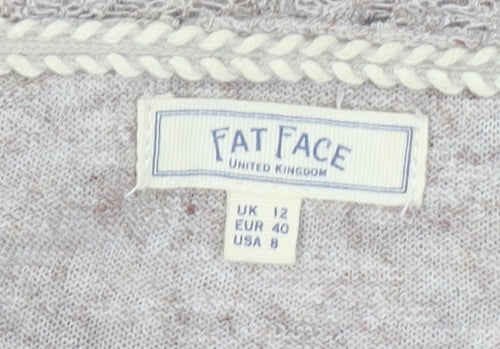 FAT FACE
UNITED KINGDOM
UK 12
EUR 40
USA 8